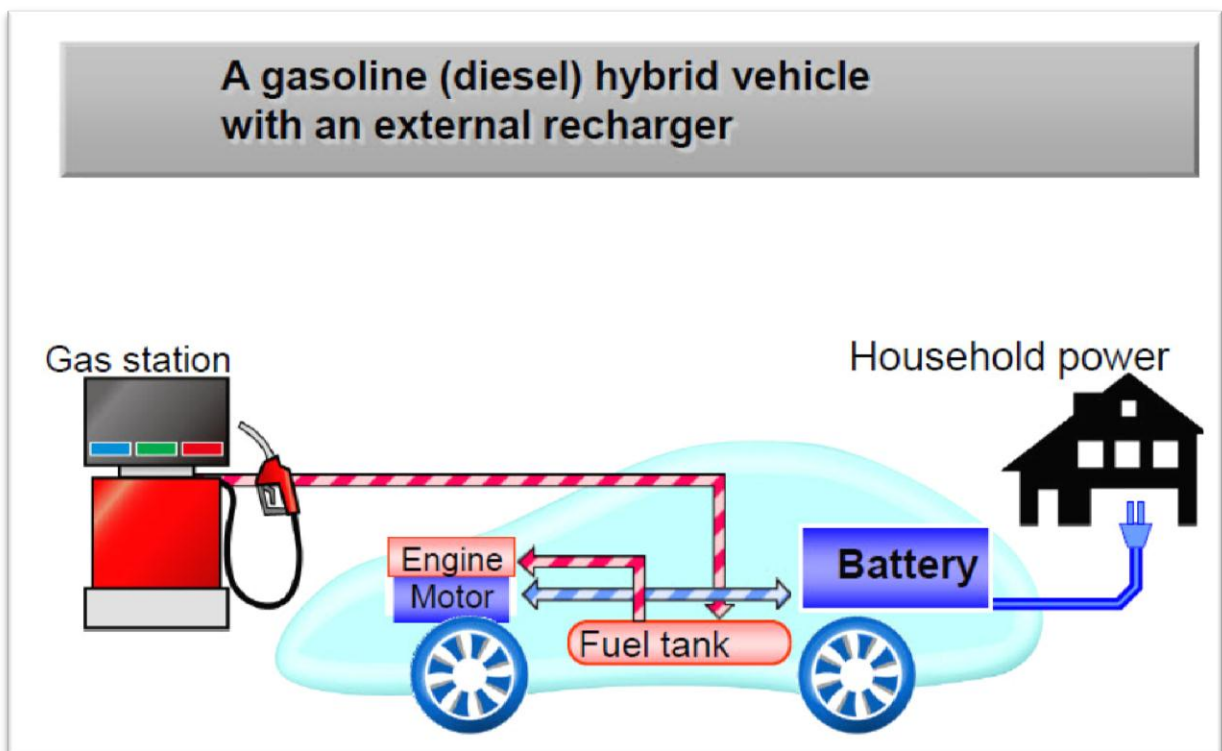 A gasoline (diesel) hybrid vehicle
with an external recharger
Gas station
Household power
Engine
Motor
Battery
Fuel tank